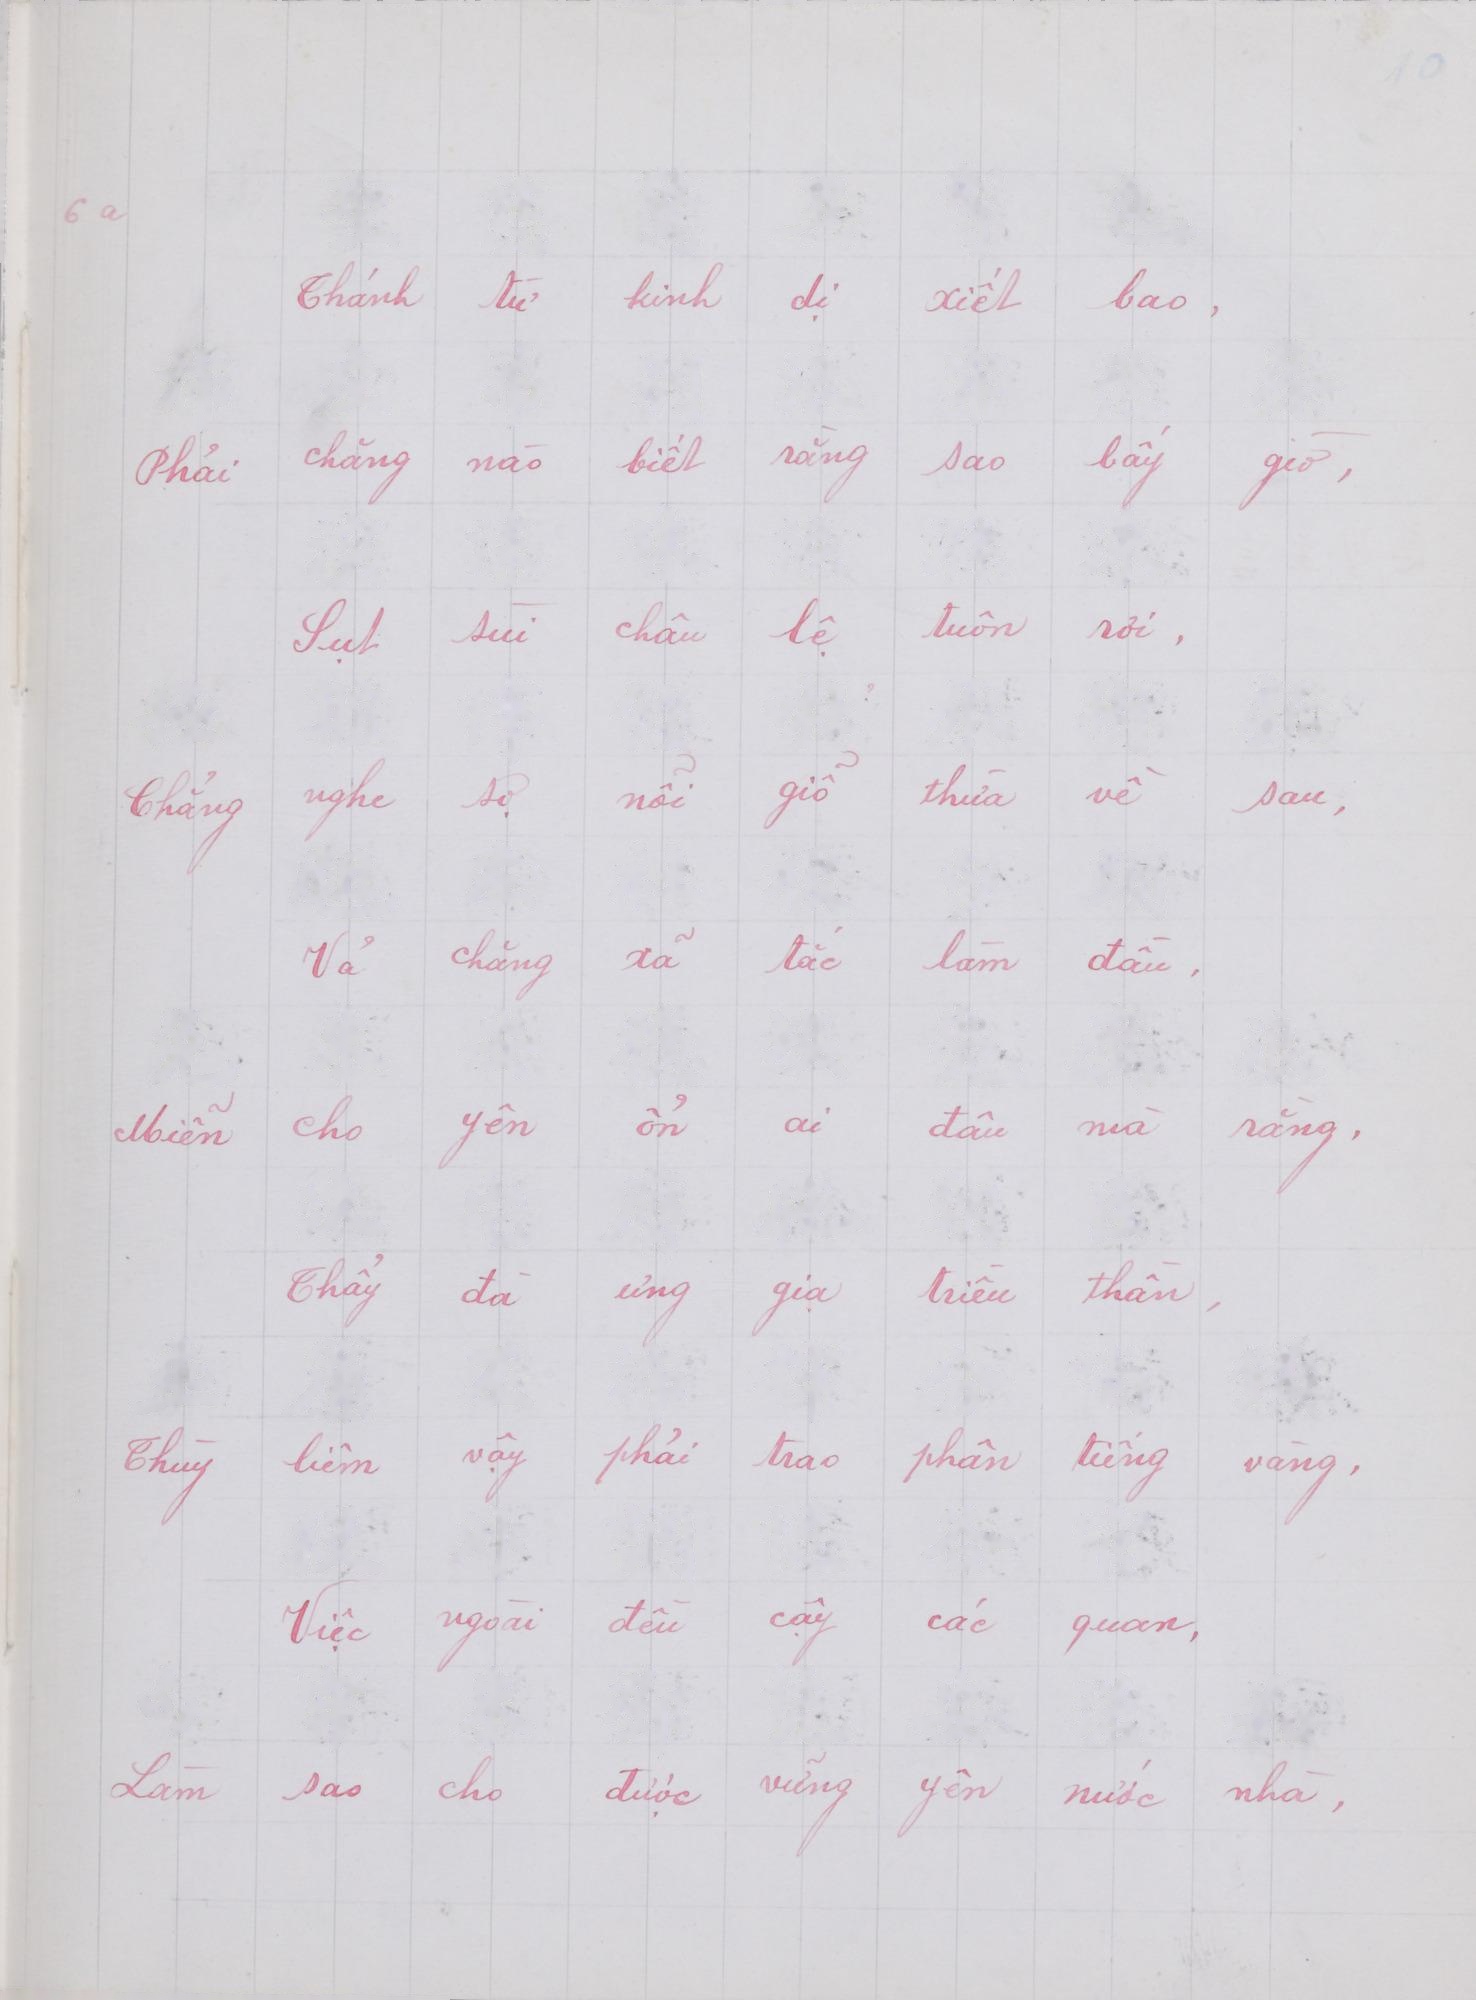 10
6 a
Thánh từ kinh dị xiết bao,
Phải chăng nào biết rằng sao bấy giờ,
Sụt sùi châu lệ tuôn rơi,
Chẳng nghe sợ nỗi giỗ thừa về sau,
Vả chăng xã tắc làm đầu,
Miễn cho yên ổn ai đâu mà rằng,
Thảy đà ưng gia triều thần,
Thùy liêm vậy phải trao phân tiếng vàng,
Việc ngoài đều cậy các quan,
Làm sao cho được vững yên nước nhà,